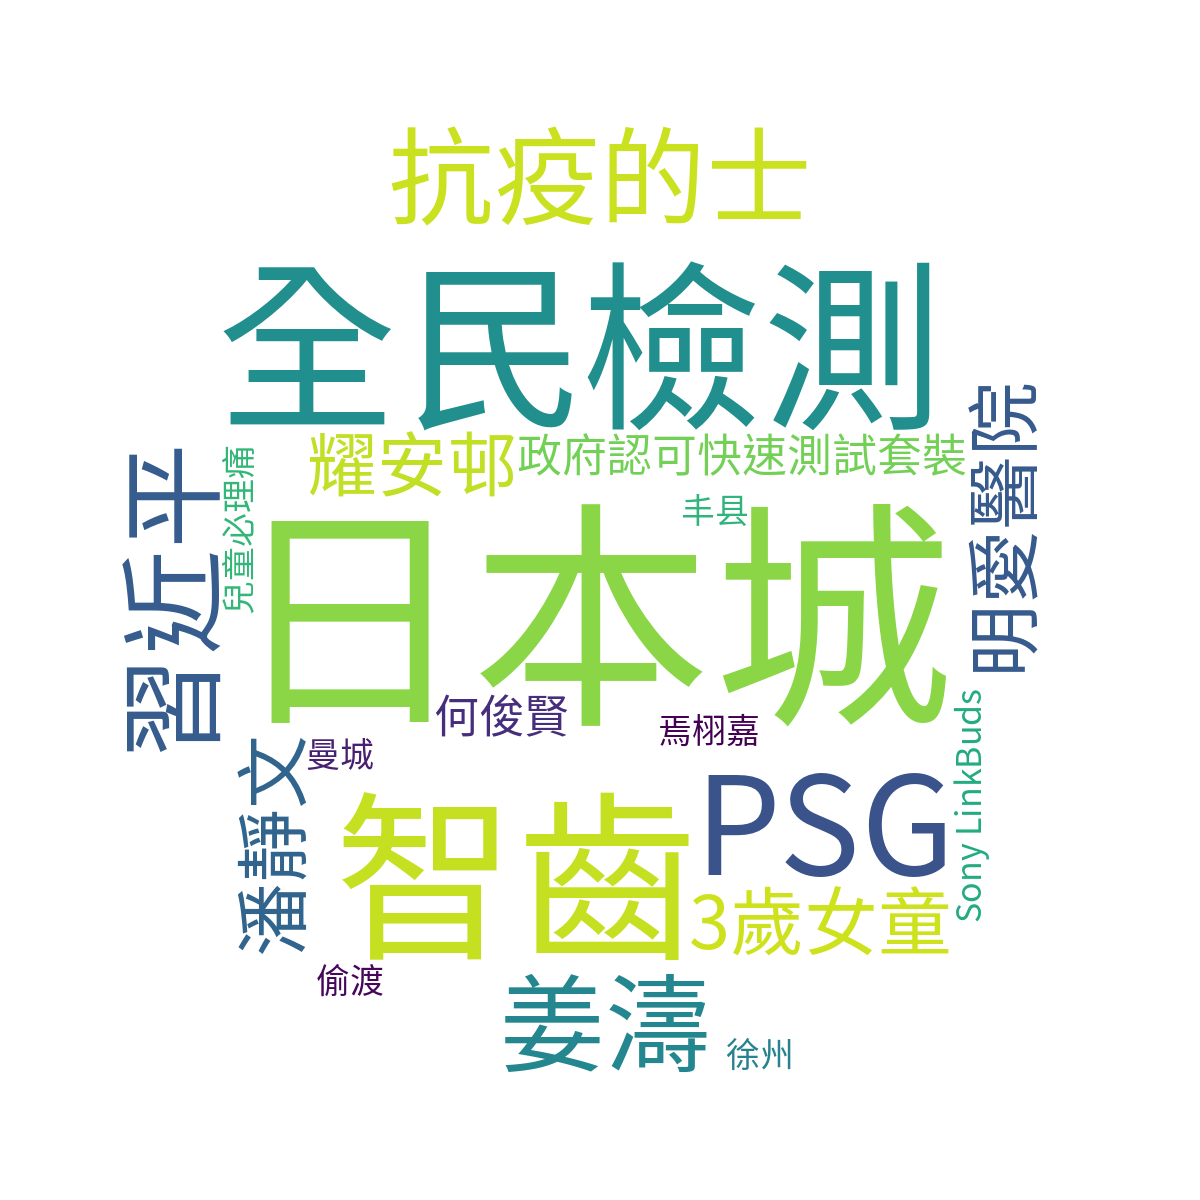 抗疫的士
全民檢測
耀安邨
政府認可快速測試套裝
明愛醫院
習近平
兒童必理痛
丰县
日本城
何俊賢
焉栩嘉
曼城
潘靜文
智齒
PSG
Sony LinkBuds
3歲女童
偷渡
姜濤
徐州